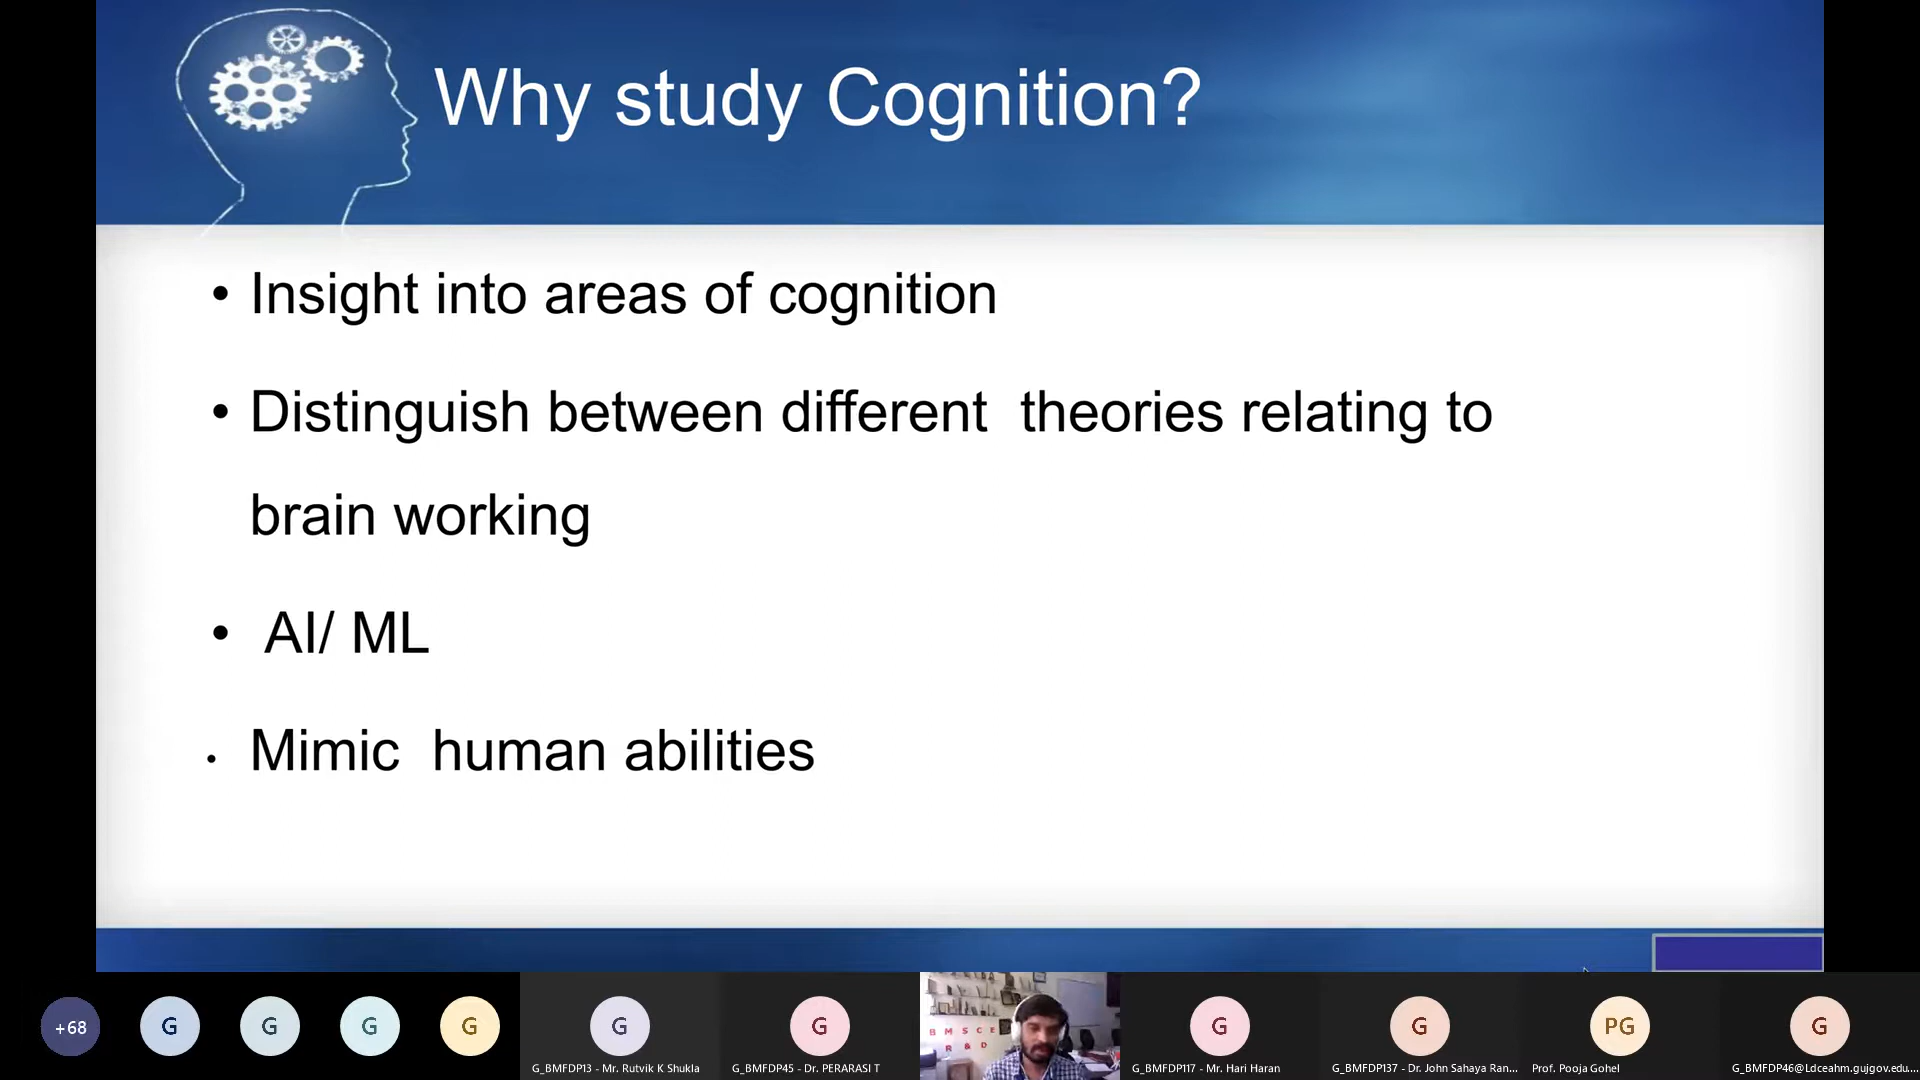 Why study Cognition?
• Insight into areas of cognition
• Distinguish between different  theories relating to
brain working
•  AI/ ML
• Mimic  human abilities
B M S C E
R & D
+68
G
G
G
G
G
G
G
G
PG
G
G_BMFDP13 - Mr. Rutvik K Shukla
G_BMFDP45 - Dr. PERARASI T
G_BMFDP117 - Mr. Hari Haran
G_BMFDP137 - Dr. John Sahaya Ran...
Prof. Pooja Gohel
G_BMFDP46@Ldceahm.gujgov.edu....